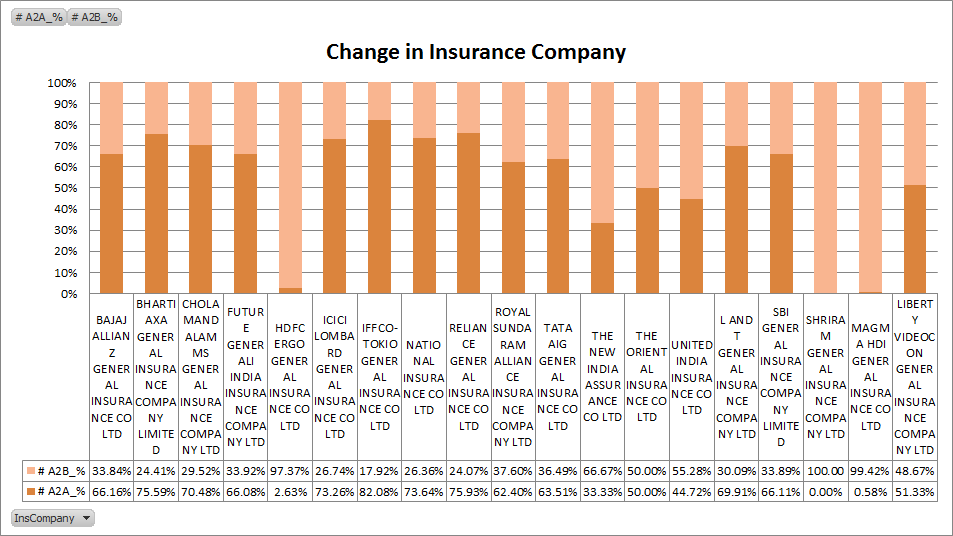 # A2A_% # A2B_%
Change in Insurance Company
100%
90%
80%
70%
60%
50%
40%
30%
20%
10%
0%
BAJAJ
ALLIAN
Z
GENER
AL
INSURA
NCE CO
LTD
BHARTI
AXA
GENER
AL
INSURA
NCE
COMPA
NY
LIMITE
D
CHOLA
MAND
ALAM
MS
GENER
AL
INSURA
NCE
COMPA
NY LTD
FUTUR
E
GENER
ALI
INDIA
INSURA
NCE
COMPA
NY LTD
HDFC
ERGO
GENER
AL
INSURA
NCE CO
LTD
ICICI
LOMBA
RD
GENER
AL
INSURA
NCE CO
LTD
IFFCO-
TOKIO
GENER
AL
INSURA
NCE CO
LTD
NATIO
NAL
INSURA
NCE CO
LTD
RELIAN
CE
GENER
AL
INSURA
NCE CO
LTD
ROYAL
SUNDA
RAM
ALLIAN
CE
INSURA
NCE
COMPA
NY LTD
TATA
AIG
GENER
AL
INSURA
NCE CO
LTD
THE
NEW
INDIA
ASSUR
ANCE
CO LTD
THE
ORIENT
AL
INSURA
NCE CO
LTD
UNITED
INDIA
INSURA
NCE CO
LTD
L AND
T
GENER
AL
INSURA
NCE
COMPA
NY LTD
SBI
GENER
AL
INSURA
NCE
COMPA
NY
LIMITE
D
SHRIRA
M
GENER
AL
INSURA
NCE
COMPA
NY LTD
MAGM
A HDI
GENER
AL
INSURA
NCE CO
LTD
LIBERT
Y
VIDEOC
ON
GENER
AL
INSURA
NCE CO
LTD
# A2B_% 33.84% 24.41% 29.52% 33.92% 97.37% 26.74% 17.92% 26.36% 24.07% 37.60% 36.49% 66.67% 50.00% 55.28% 30.09% 33.89% 100.00 99.42% 48.67%
# A2A_% 66.16% 75.59% 70.48% 66.08% 2.63% 73.26% 82.08% 73.64% 75.93% 62.40% 63.51% 33.33% 50.00% 44.72% 69.91% 66.11% 0.00% 0.58% 51.33%
InsCompany